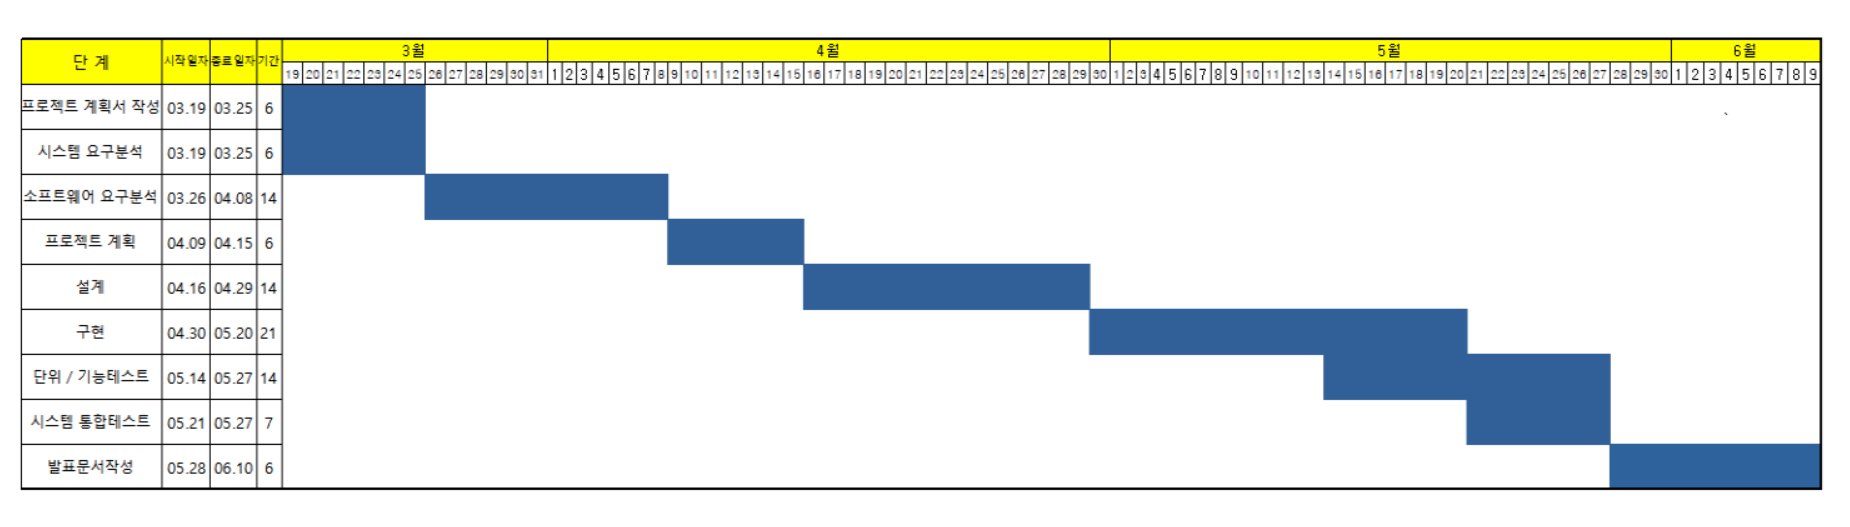 단 계 시작일자 종료일자 기간 3월 4월 5월 6월
19 20 21 22 23 24 25 26 27 28 29 30 31 1 2 3 4 5 6 7 8 9 10 11 12 13 14 15 16 17 18 19 20 21 22 23 24 25 26 27 28 29 30 1 2 3 4 5 6 7 8 9 10 11 12 13 14 15 16 17 18 19 20 21 22 23 24 25 26 27 28 29 30 1 2 3 4 5 6 7 8 9
프로젝트 계획서 작성 03.19 03.25 6
시스템 요구분석 03.19 03.25 6
소프트웨어 요구분석 03.26 04.08 14
프로젝트 계획 04.09 04.15 6
설계 04.16 04.29 14
구현 04.30 05.20 21
단위 / 기능테스트 05.14 05.27 14
시스템 통합테스트 05.21 05.27 7
발표문서작성 05.28 06.10 6